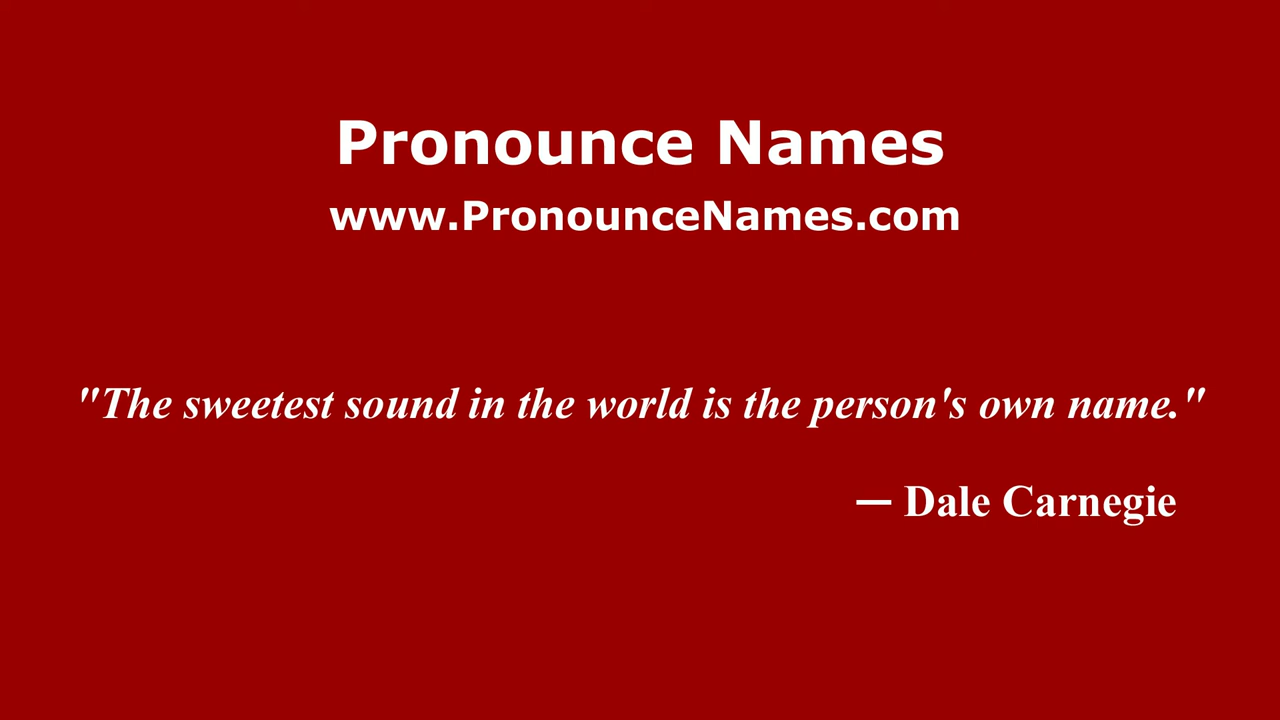 Pronounce Names
www.PronounceNames.com
"The sweetest sound in the world is the person's own name."
— Dale Carnegie